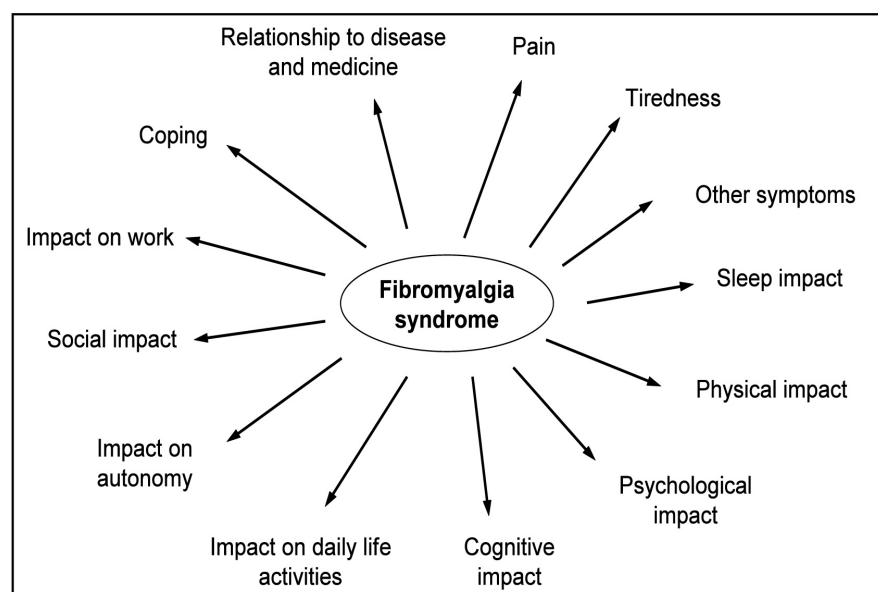 Relationship to disease
and medicine
Pain
Tiredness
Other symptoms
Sleep impact
Physical impact
Psychological
impact
Cognitive
impact
Impact on daily life
activities
Impact on
autonomy
Social impact
Impact on work
Coping
Fibromyalgia
syndrome